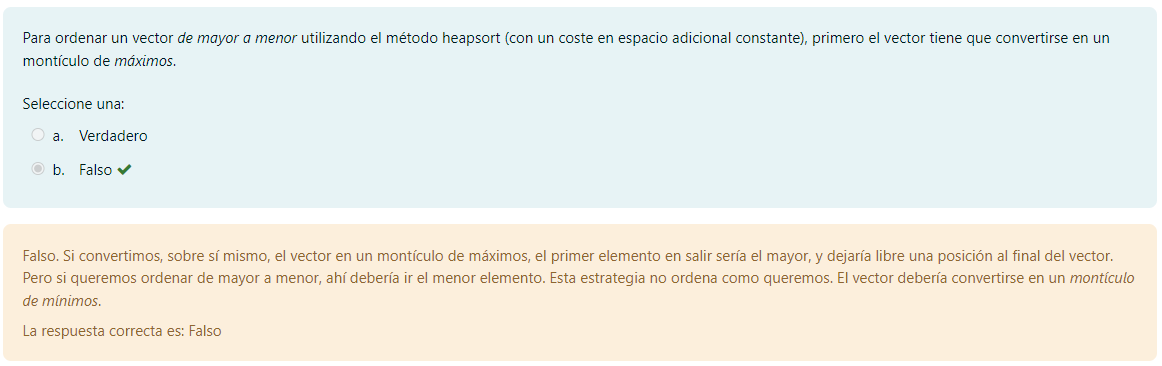 Para ordenar un vector de mayor a menor utilizando el método heapsort (con un coste en espacio adicional constante), primero el vector tiene que convertirse en un
montículo de máximos.
Seleccione una:
a. Verdadero
b. Falso
Falso. Si convertimos, sobre sí mismo, el vector en un montículo de máximos, el primer elemento en salir sería el mayor, y dejaría libre una posición al final del vector.
Pero si queremos ordenar de mayor a menor, ahí debería ir el menor elemento. Esta estrategia no ordena como queremos. El vector debería convertirse en un montículo
de mínimos.
La respuesta correcta es: Falso